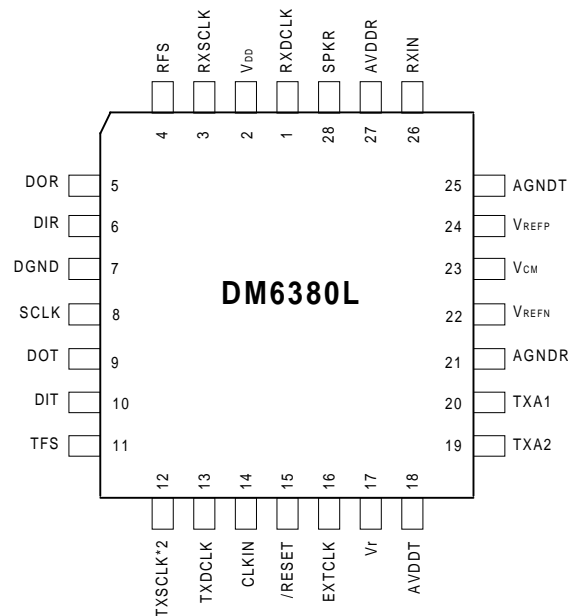 RFS RXSCLK VDD RXDCLK SPKR AVDDR RXIN
4 3 2 1 28 27 26
DOR 5 25 AGNDT
DIR 6 24 VREFP
DGND 7 23 VCM
DM6380L
SCLK 8 22 VREFN
DOT 9 21 AGNDR
DIT 10 20 TXA1
TFS 11 19 TXA2
12 13 14 15 16 17 18
TXSCLK*2 TXDCLK CLKIN /RESET EXTCLK Vr AVDDT